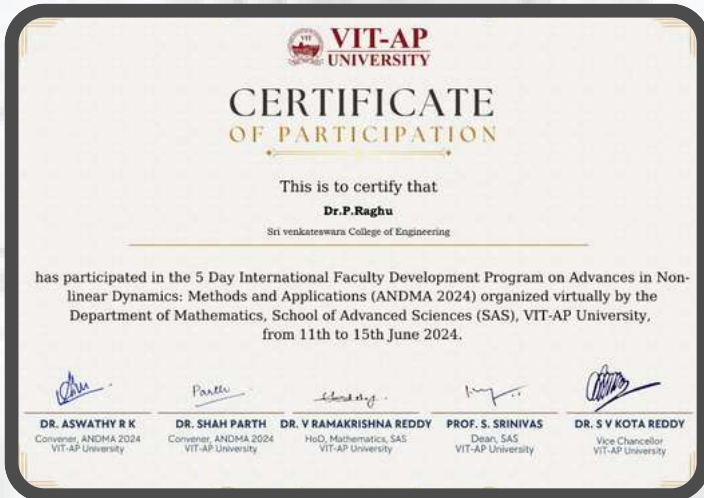 VIT
VIT-AP
UNIVERSITY
CERTIFICATE
OF PARTICIPATION
This is to certify that
Dr.P.Raghu
Sri venkateswara College of Engineering
has participated in the 5 Day International Faculty Development Program on Advances in Non-
linear Dynamics: Methods and Applications (ANDMA 2024) organized virtually by the
Department of Mathematics, School of Advanced Sciences (SAS), VIT-AP University,
from 11th to 15th June 2024.
Parth
DR. ASWATHY R K
Convener, ANDMA 2024
VIT-AP University
DR. SHAH PARTH
Convener, ANDMA 2024
VIT-AP University
DR. V RAMAKRISHNA REDDY
HoD, Mathematics, SAS
VIT-AP University
PROF. S. SRINIVAS
Dean, SAS
VIT-AP University
DR. S V KOTA REDDY
Vice Chancellor
VIT-AP University